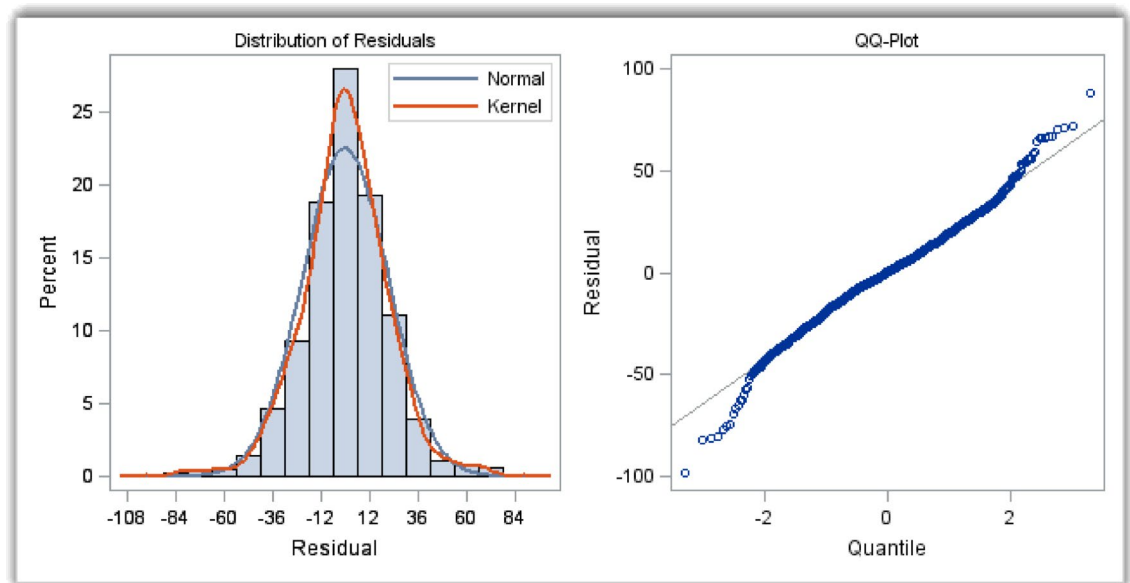 Distribution of Residuals
Normal
Kernel
Percent
25
20
15
10
5
0
-108 -84 -60 -36 -12 12 36 60 84
Residual
QQ-Plot
Residual
100
50
0
-50
-100
-2 0 2
Quantile